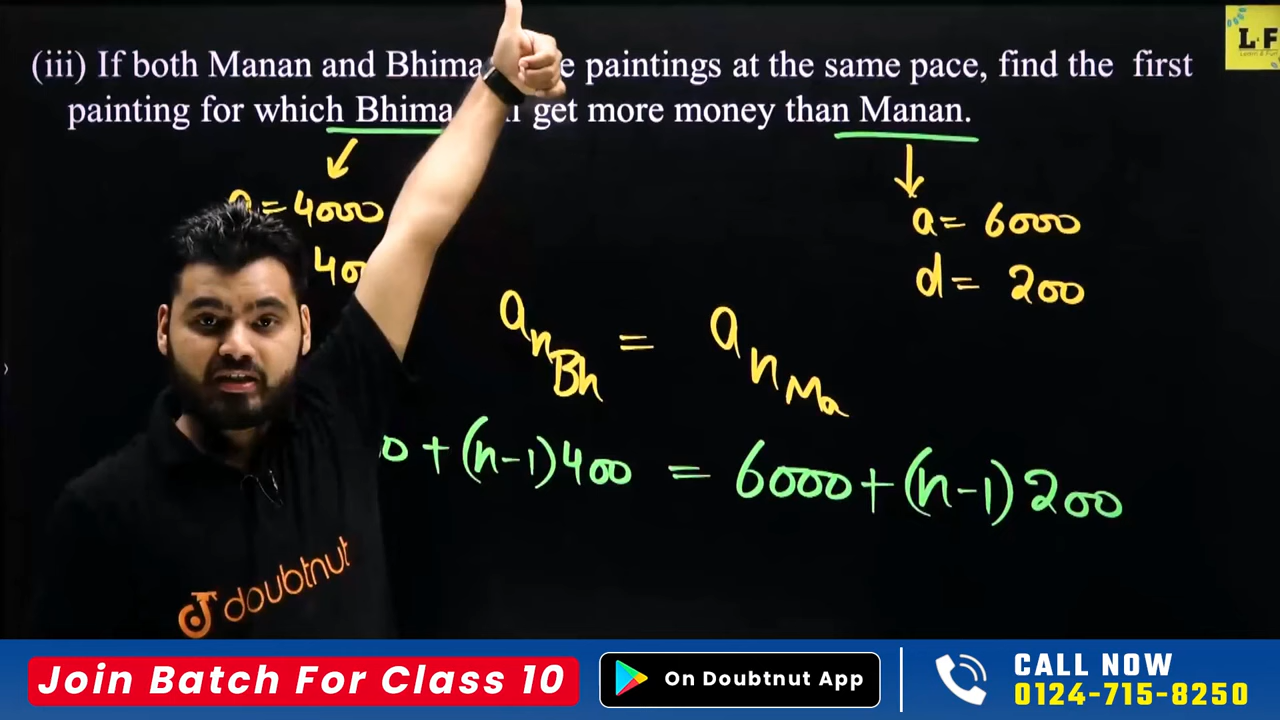 (iii) If both Manan and Bhima e paintings at the same pace, find the first
painting for which Bhima get more money than Manan.
a = 4000
a = 6000
400
d = 200
anBh = anMa
0 + (n-1)400 = 6000 + (n-1)200
doubtnut
L F
Join Batch For Class 10
On Doubtnut App
CALL NOW
0124-715-8250